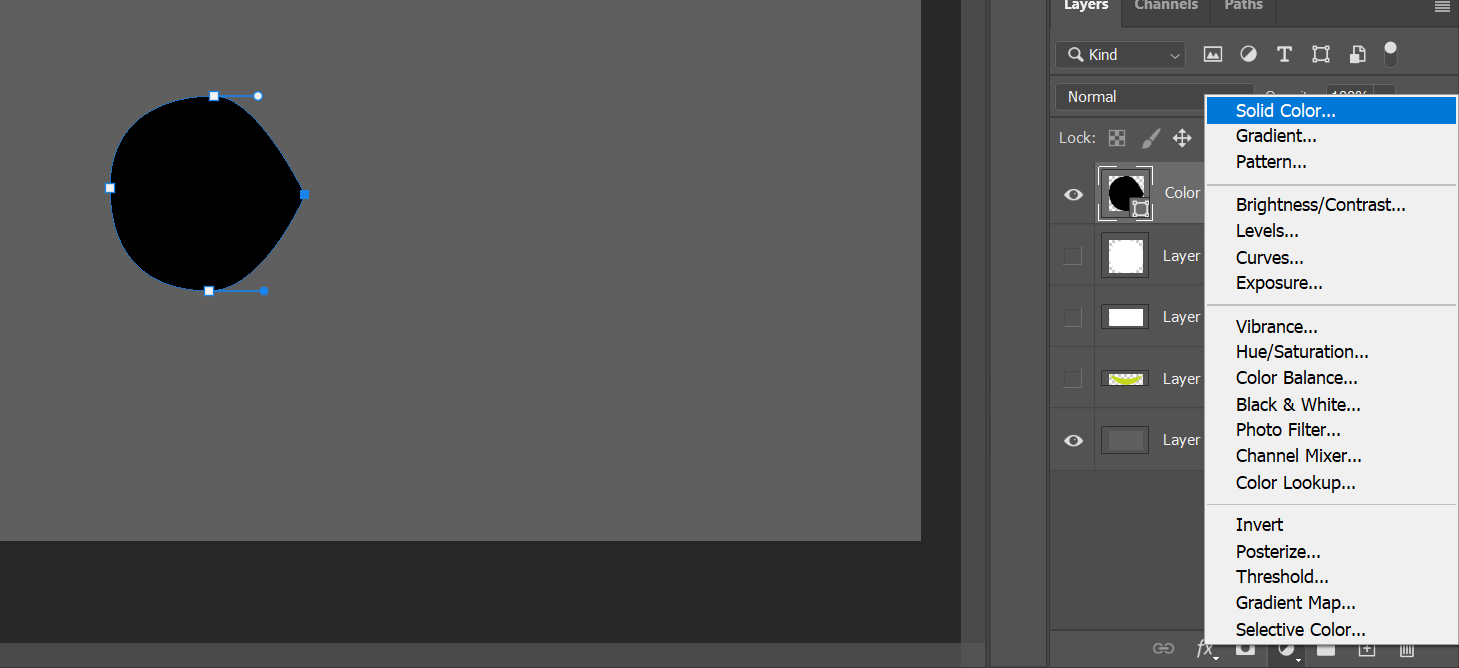 Layers Channels Paths
Kind
Normal
100%
Lock:
Color
Layer
Layer
Layer
Layer
fx
Solid Color...
Gradient...
Pattern...
Brightness/Contrast...
Levels...
Curves...
Exposure...
Vibrance...
Hue/Saturation...
Color Balance...
Black & White...
Photo Filter...
Channel Mixer...
Color Lookup...
Invert
Posterize...
Threshold...
Gradient Map...
Selective Color...